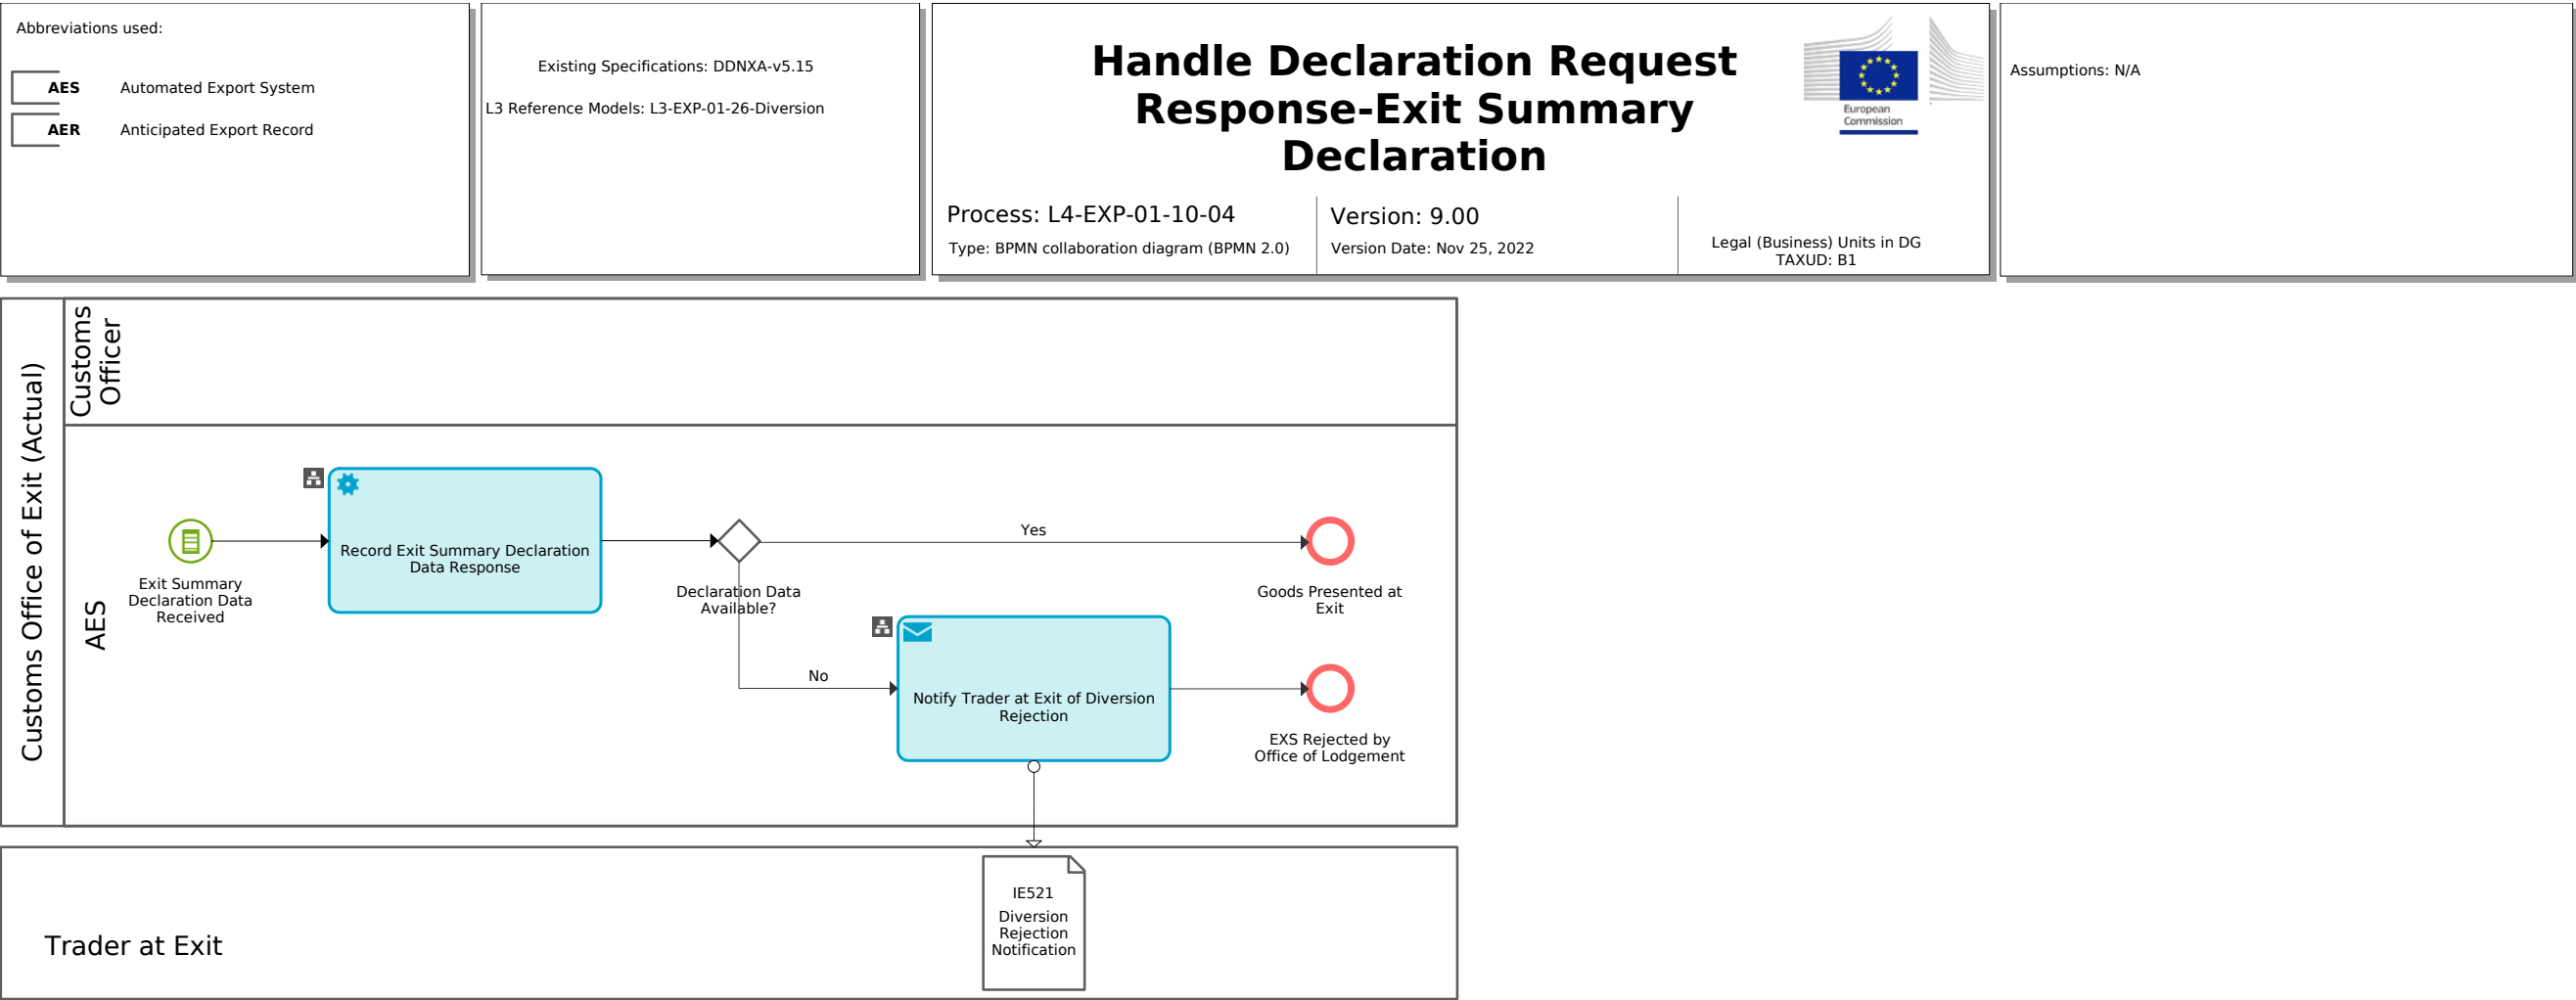 Abbreviations used:
AES Automated Export System
AER Anticipated Export Record
Existing Specifications: DDNXA-v5.15
L3 Reference Models: L3-EXP-01-26-Diversion
Handle Declaration Request
Response-Exit Summary
Declaration
European
Commission
Process: L4-EXP-01-10-04
Type: BPMN collaboration diagram (BPMN 2.0)
Version: 9.00
Version Date: Nov 25, 2022
Legal (Business) Units in DG
TAXUD: B1
Assumptions: N/A
Customs Office of Exit (Actual)
Customs
Officer
AES
Exit Summary
Declaration Data
Received
Record Exit Summary Declaration
Data Response
Declaration Data
Available?
Yes
Goods Presented at
Exit
No
Notify Trader at Exit of Diversion
Rejection
EXS Rejected by
Office of Lodgement
Trader at Exit
IE521
Diversion
Rejection
Notification